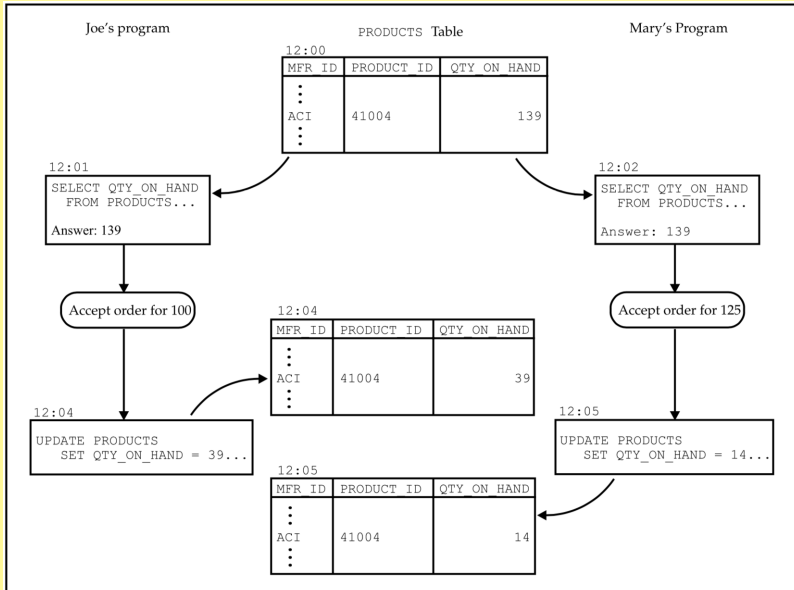 Joe's program
PRODUCTS Table
Mary's Program
12:00
MFR_ID PRODUCT_ID QTY_ON_HAND
ACI 41004 139
12:01
SELECT QTY_ON_HAND
FROM PRODUCTS...
Answer: 139
12:02
SELECT QTY_ON_HAND
FROM PRODUCTS...
Answer: 139
Accept order for 100
Accept order for 125
12:04
MFR_ID PRODUCT_ID QTY_ON_HAND
ACI 41004 39
12:04
UPDATE PRODUCTS
SET QTY_ON_HAND = 39...
12:05
UPDATE PRODUCTS
SET QTY_ON_HAND = 14...
12:05
MFR_ID PRODUCT_ID QTY_ON_HAND
ACI 41004 14